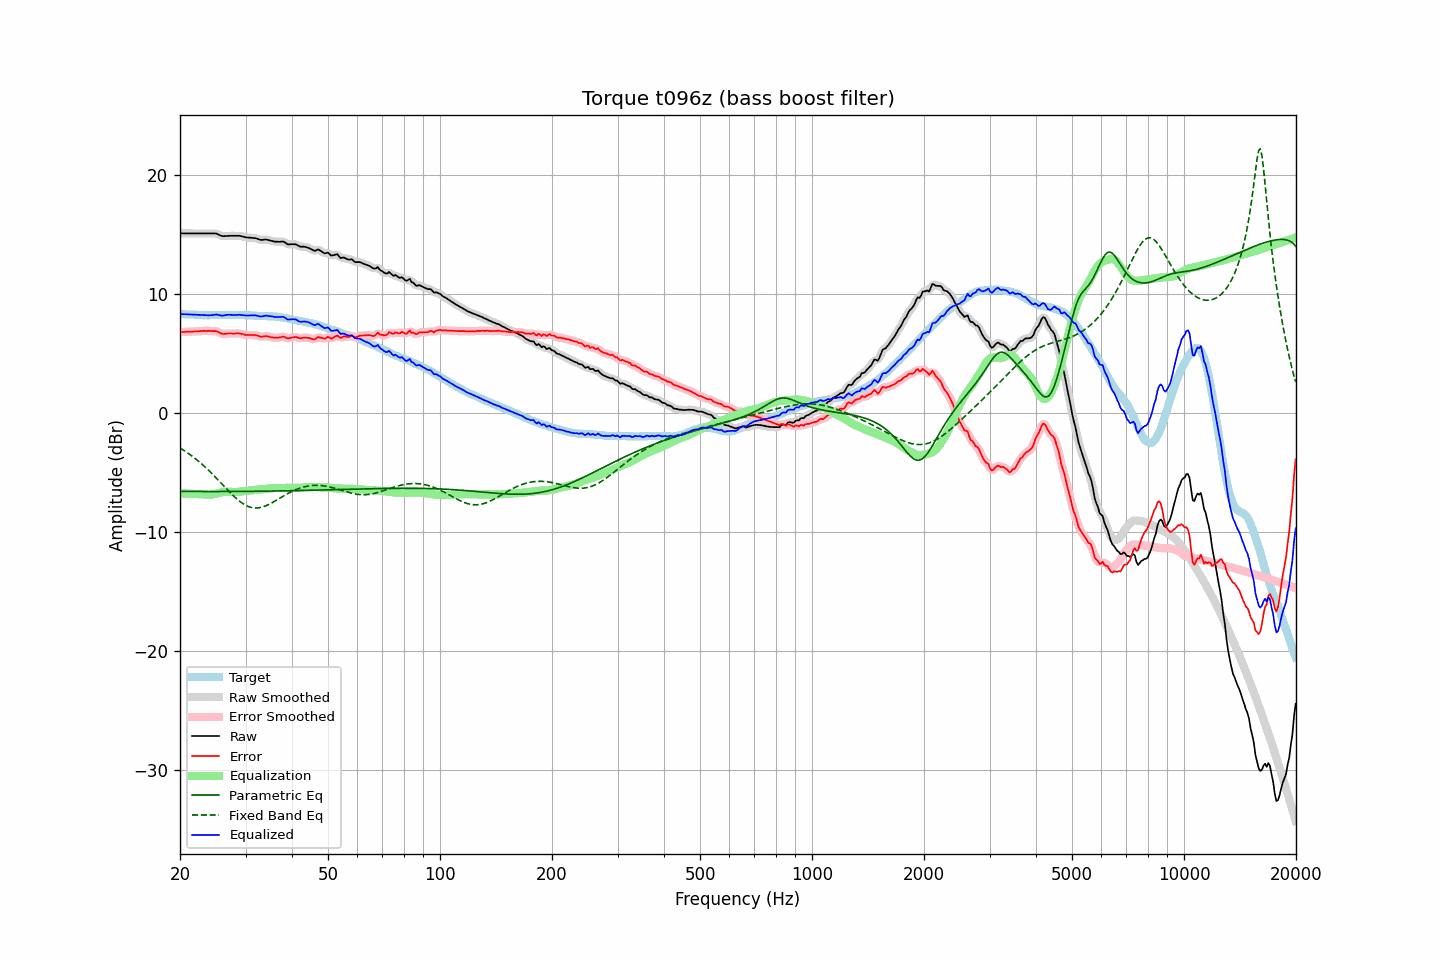 Torque t096z (bass boost filter)
Amplitude (dBr)
20
10
0
−10
−20
−30
Target
Raw Smoothed
Error Smoothed
Raw
Error
Equalization
Parametric Eq
Fixed Band Eq
Equalized
20 50 100 200 500 1000 2000 5000 10000 20000
Frequency (Hz)